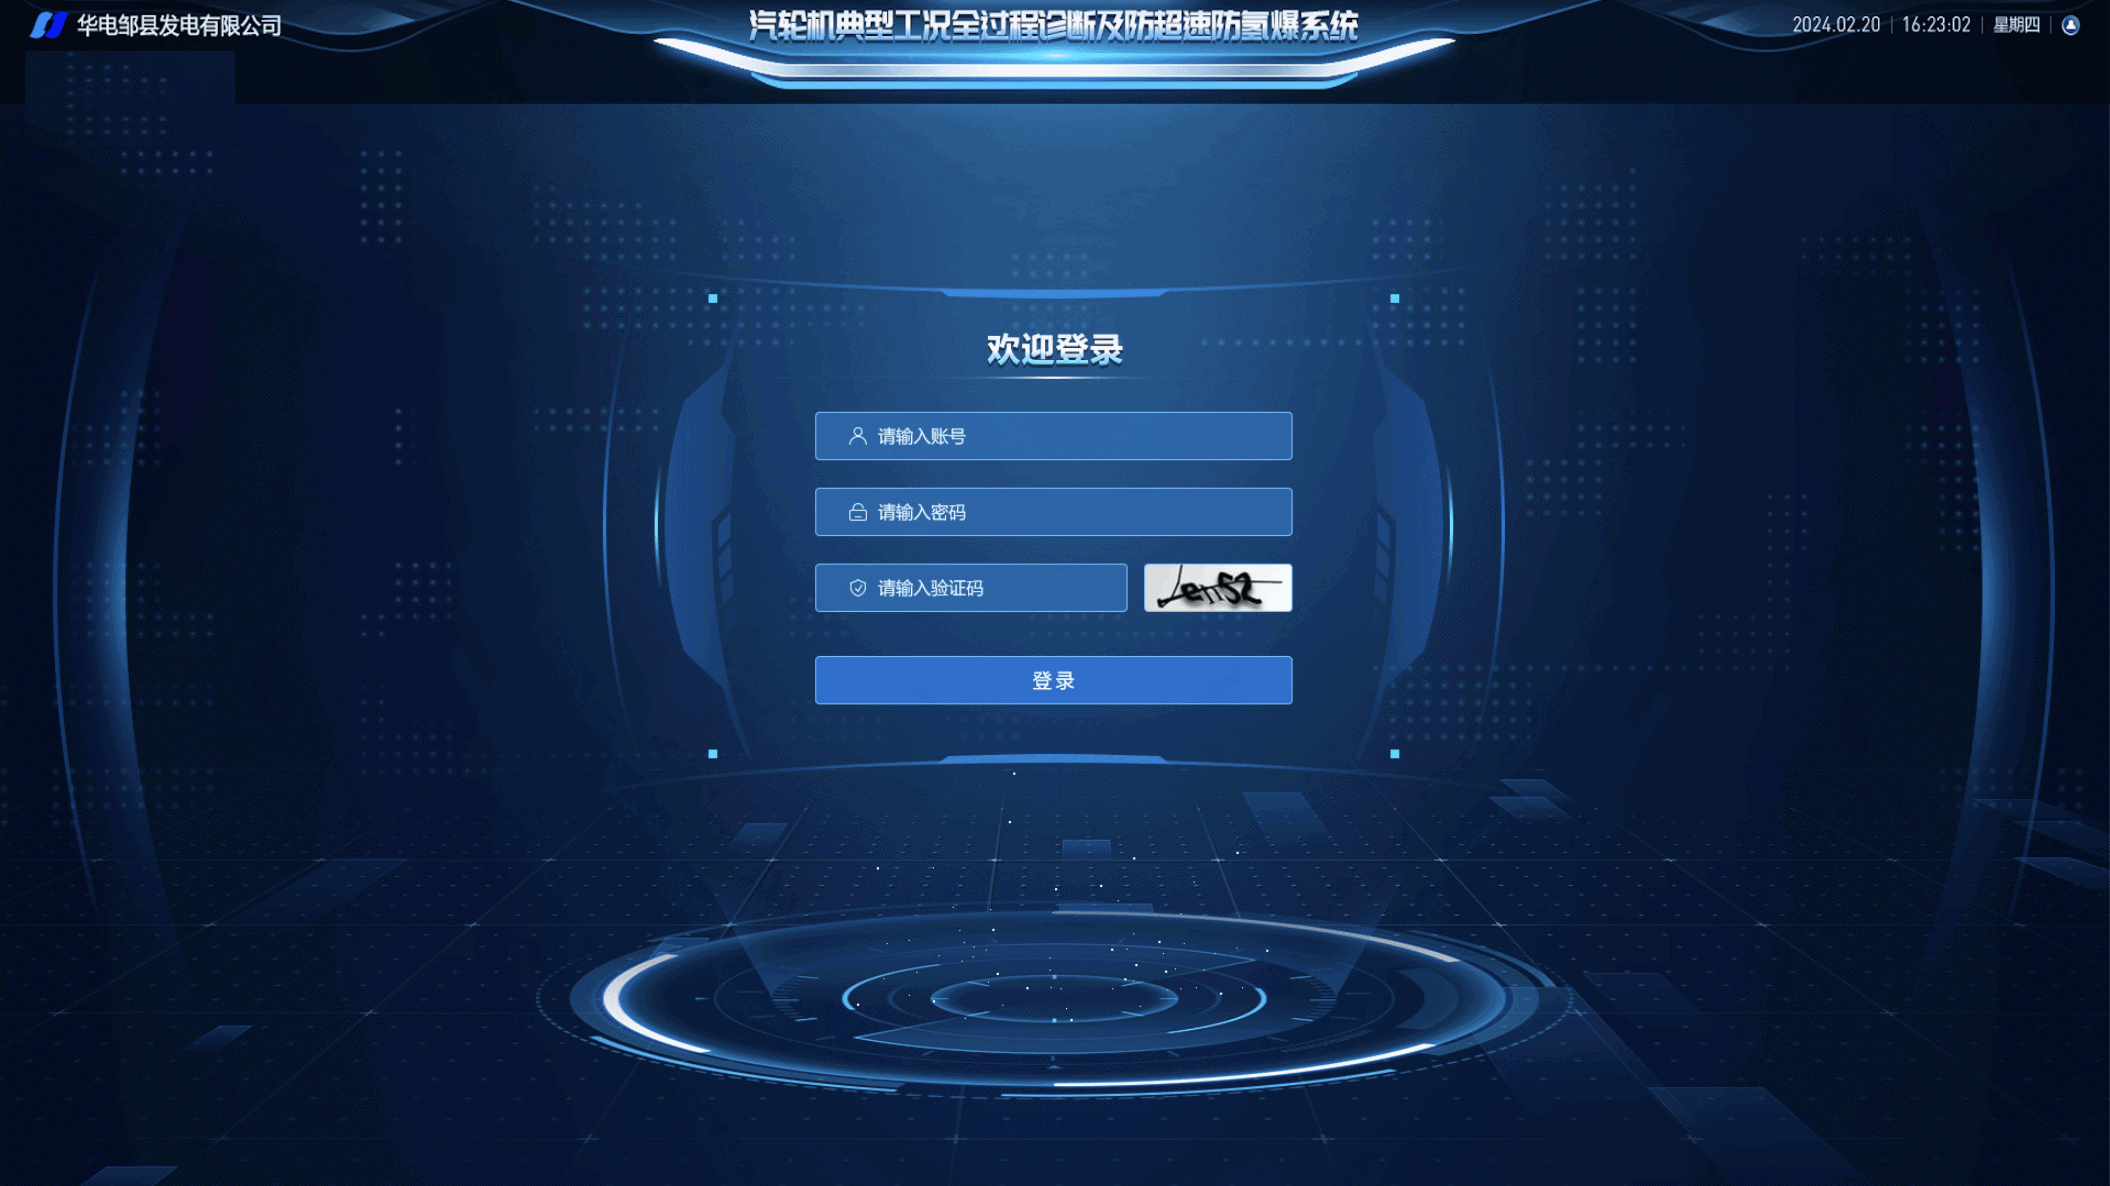 华电邹县发电有限公司
汽轮机典型工况全过程诊断及防超速防氢爆系统
2024.02.20 16:23:02 星期四
欢迎登录
请输入账号
请输入密码
请输入验证码
登录